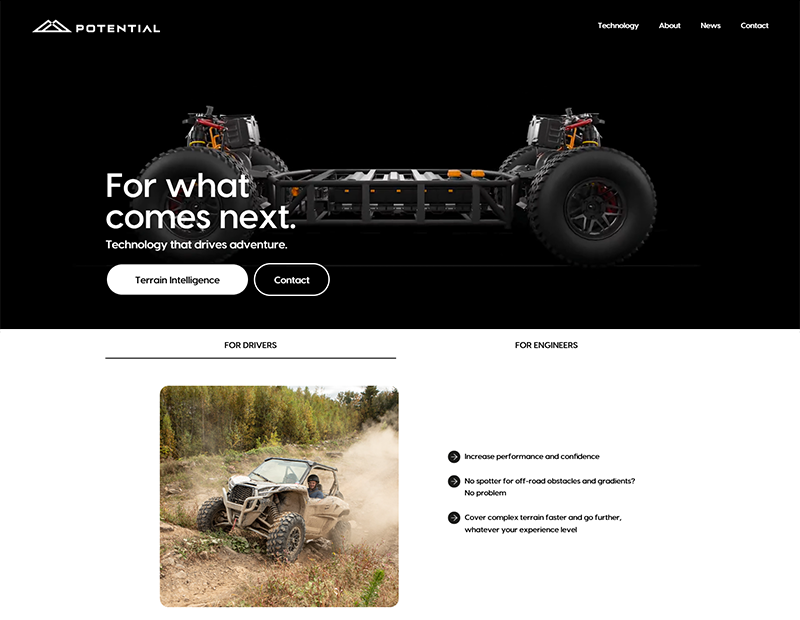 POTENTIAL
Technology About News Contact
For what
comes next.
Technology that drives adventure.
Terrain Intelligence Contact
FOR DRIVERS FOR ENGINEERS
Increase performance and confidence
No spotter for off-road obstacles and gradients?
No problem
Cover complex terrain faster and go further,
whatever your experience level